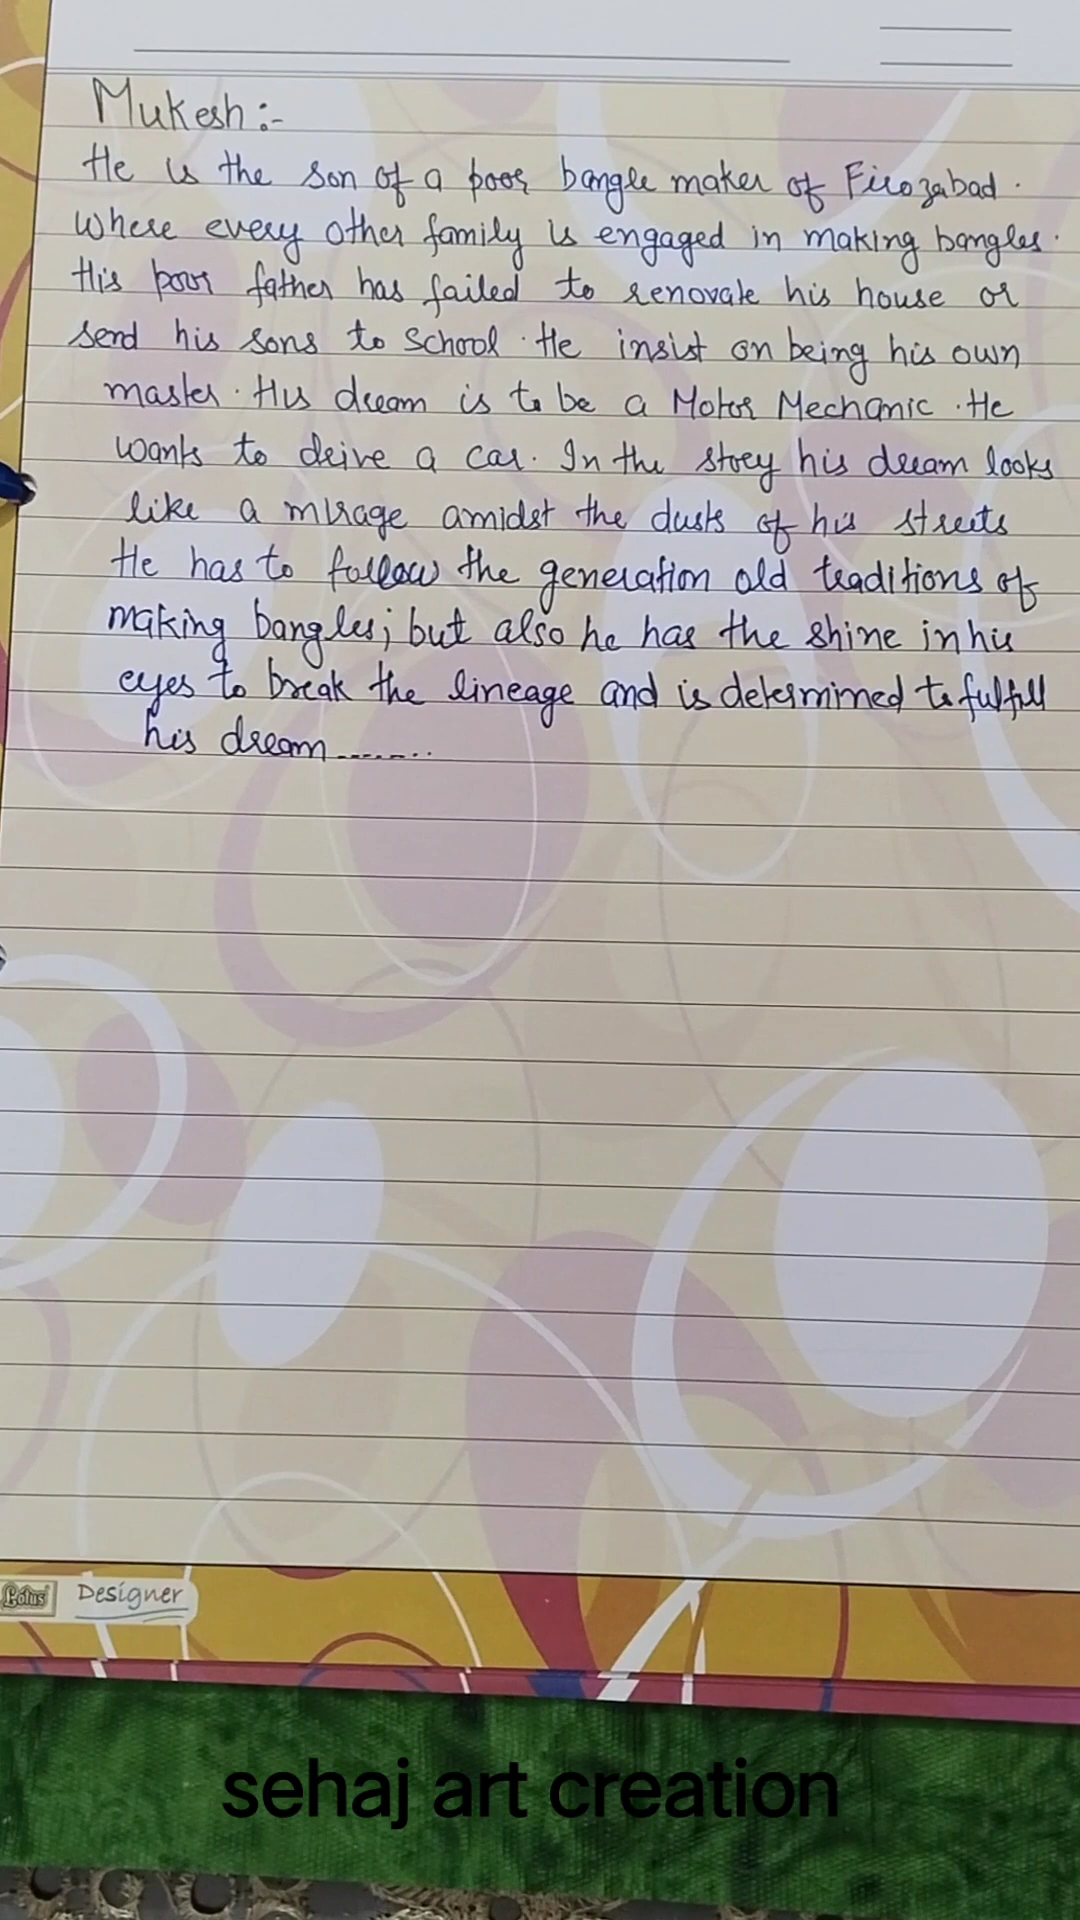 Mukesh :-
He is the son of a poor bangle maker of Firozabad.
Where every other family is engaged in making bangles.
His poor father has failed to renovate his house or
send his sons to school. He insist on being his own
master. His dream is to be a Motor Mechanic. He
wants to drive a car. In the story his dream looks
like a mirage amidst the dusts of his streets
He has to follow the generation old traditions of
making bangles; but also he has the shine in his
eyes to break the lineage and is determined to fulfill
his dream........
Lotus Designer
sehaj art creation